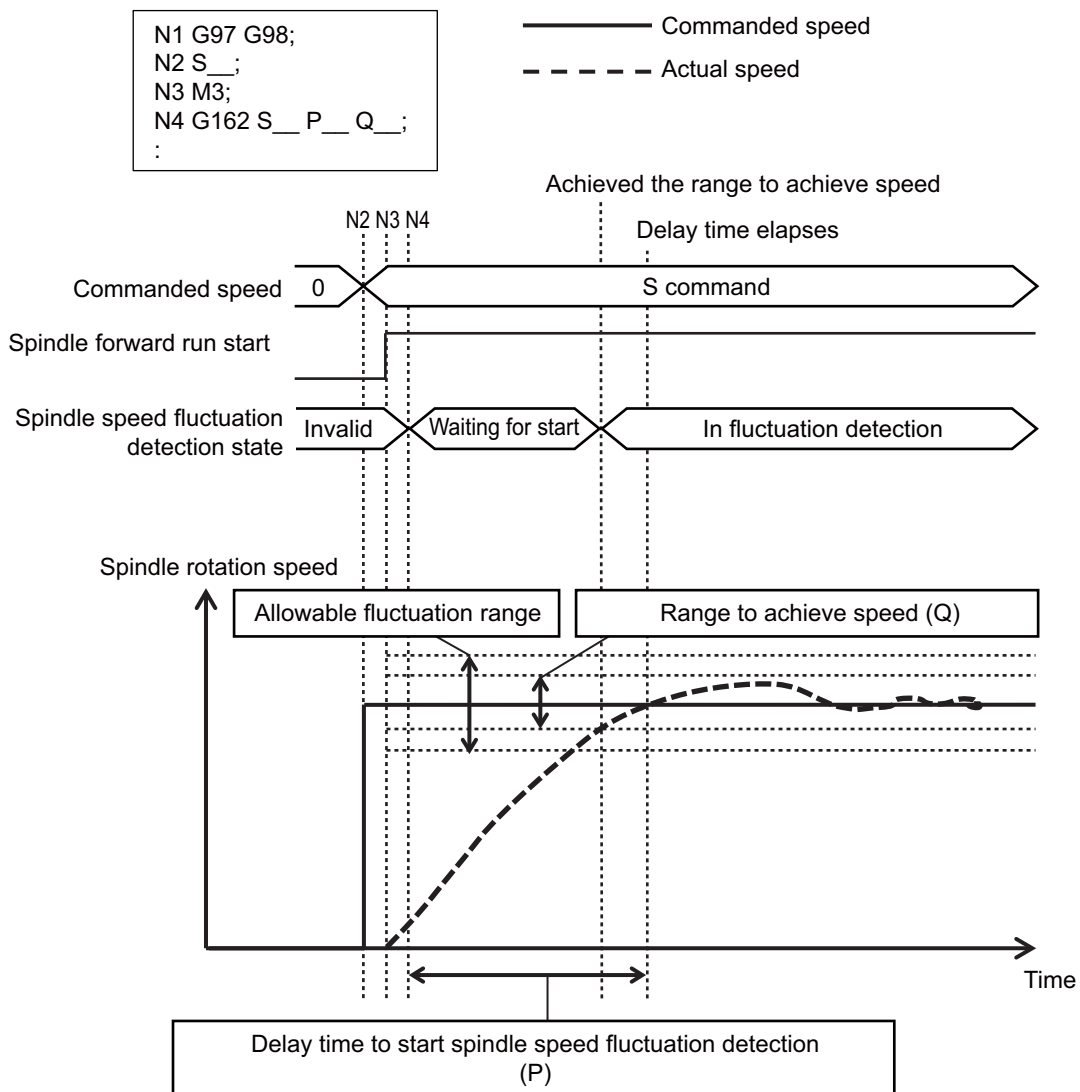 N1 G97 G98;
N2 S__;
N3 M3;
N4 G162 S__ P__ Q__;
:
Commanded speed
Actual speed
Achieved the range to achieve speed
N2 N3 N4
Delay time elapses
Commanded speed
0
S command
Spindle forward run start
Spindle speed fluctuation
detection state
Invalid
Waiting for start
In fluctuation detection
Spindle rotation speed
Allowable fluctuation range
Range to achieve speed (Q)
Time
Delay time to start spindle speed fluctuation detection
(P)